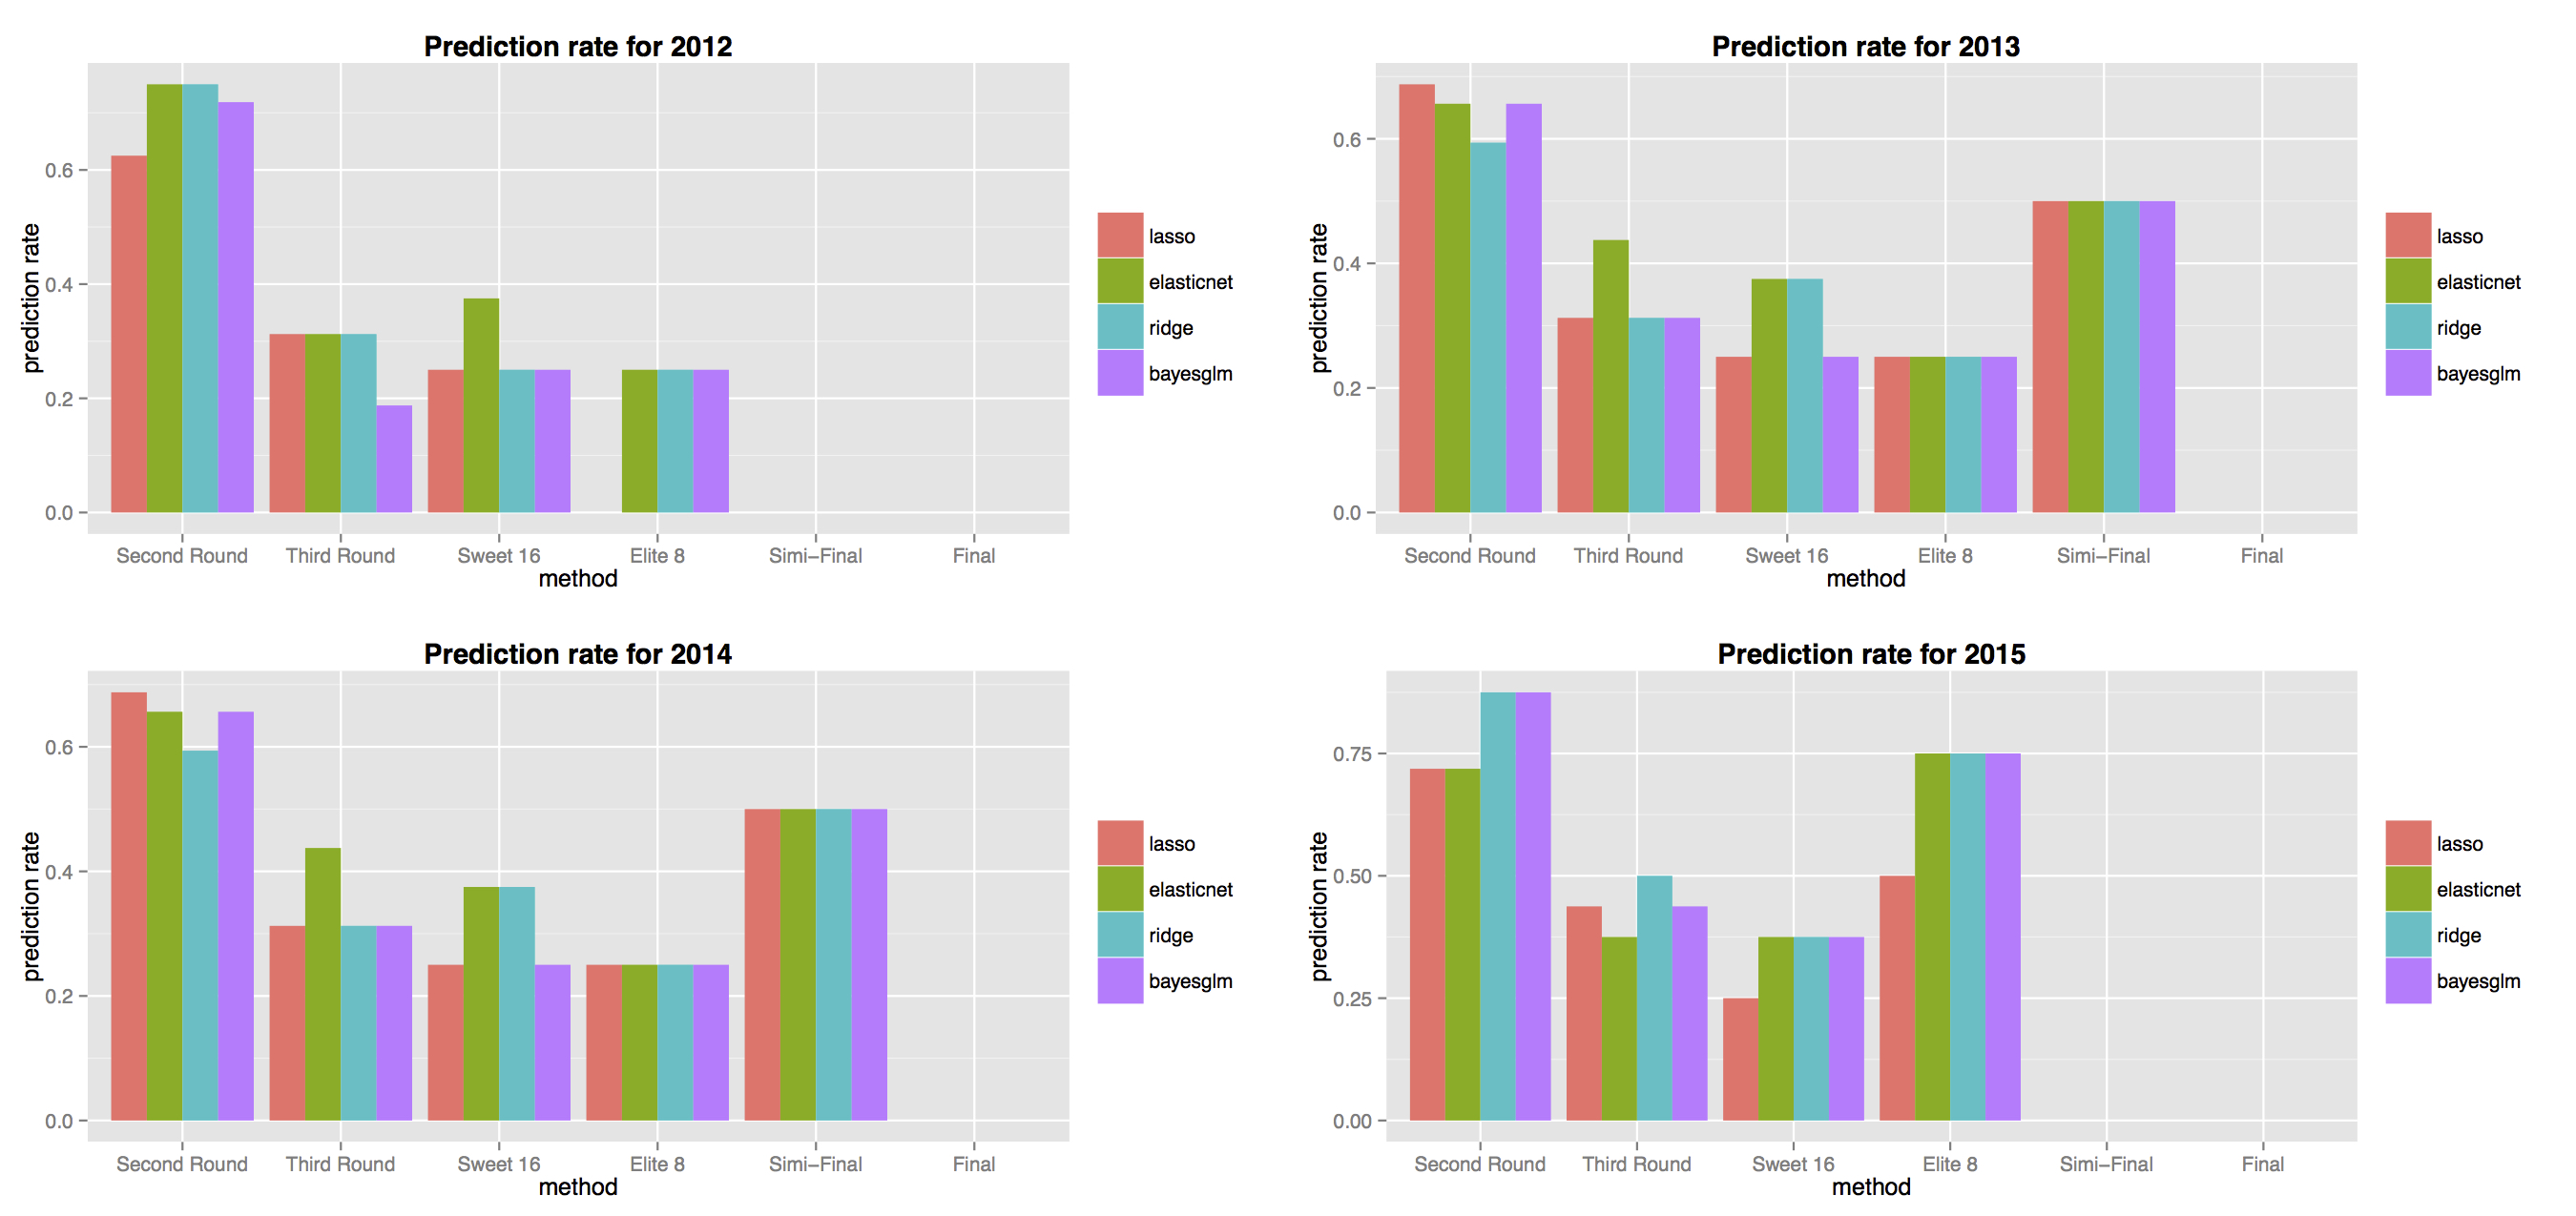 Prediction rate for 2012
prediction rate
0.6
0.4
0.2
0.0
Second Round Third Round Sweet 16 Elite 8 Simi−Final Final
method
lasso
elasticnet
ridge
bayesglm
Prediction rate for 2013
prediction rate
0.6
0.4
0.2
0.0
Second Round Third Round Sweet 16 Elite 8 Simi−Final Final
method
lasso
elasticnet
ridge
bayesglm
Prediction rate for 2014
prediction rate
0.6
0.4
0.2
0.0
Second Round Third Round Sweet 16 Elite 8 Simi−Final Final
method
lasso
elasticnet
ridge
bayesglm
Prediction rate for 2015
prediction rate
0.75
0.50
0.25
0.00
Second Round Third Round Sweet 16 Elite 8 Simi−Final Final
method
lasso
elasticnet
ridge
bayesglm